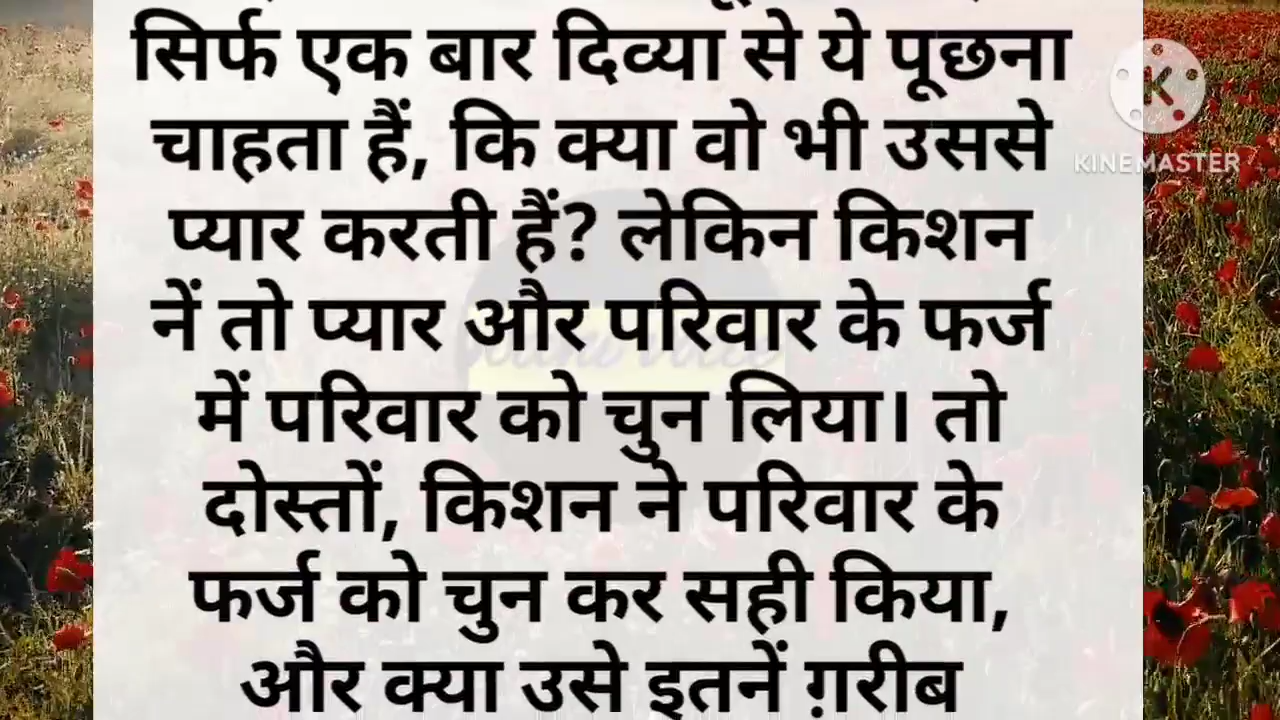 सिर्फ एक बार दिव्या से ये पूछना
चाहता हैं, कि क्या वो भी उससे
प्यार करती हैं? लेकिन किशन
नें तो प्यार और परिवार के फर्ज
में परिवार को चुन लिया। तो
दोस्तों, किशन ने परिवार के
फर्ज को चुन कर सही किया,
और क्या उसे इतनें ग़रीब
KINEMASTER